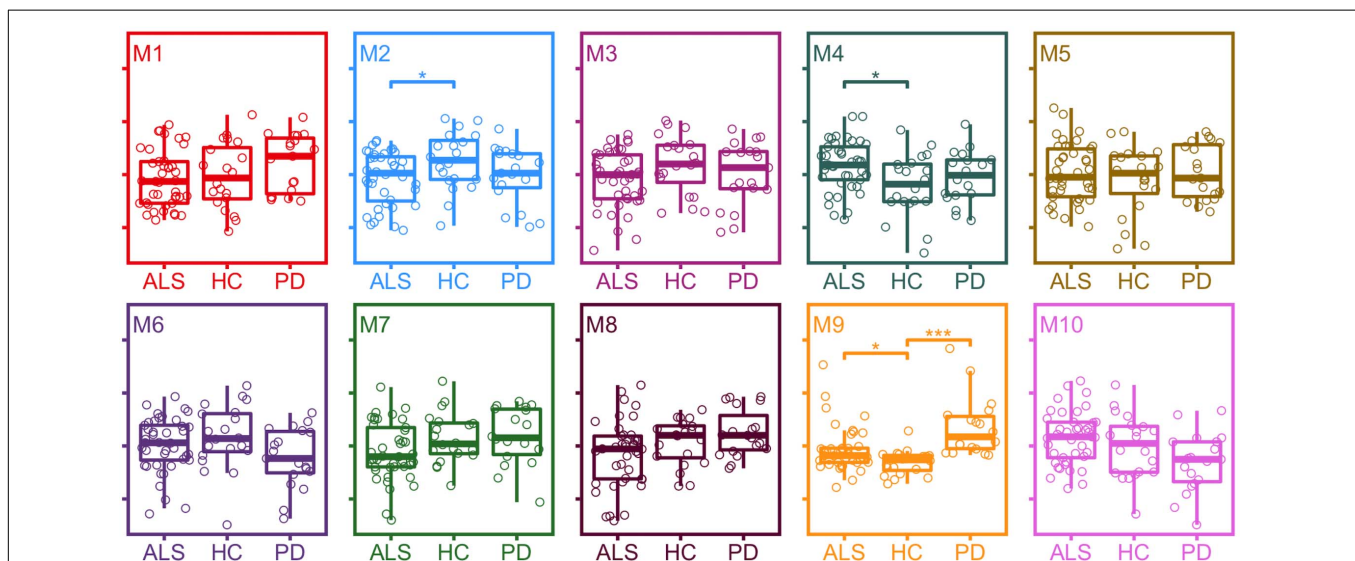 M1 M2 M3 M4 M5
* *
ALS HC PD ALS HC PD ALS HC PD ALS HC PD ALS HC PD
M6 M7 M8 M9 M10
* ***
ALS HC PD ALS HC PD ALS HC PD ALS HC PD ALS HC PD